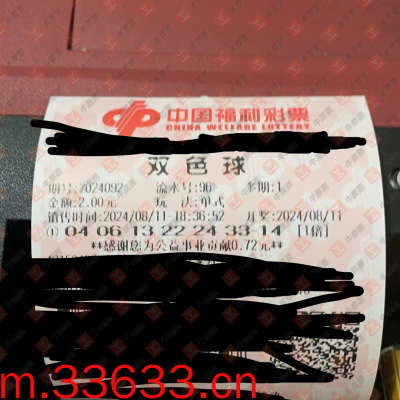 中国福利彩票
CHINA WELFARE LOTTERY
双色球
期号:2024092 流水号:96 多期:1
金额:2.00元 玩 法:单式
销售时间:2024/08/11-18:36:52 开奖:2024/08/11
① 04 06 13 22 24 33-14 [1倍]
**感谢您为公益事业贡献0.72元**
m.33633.cn